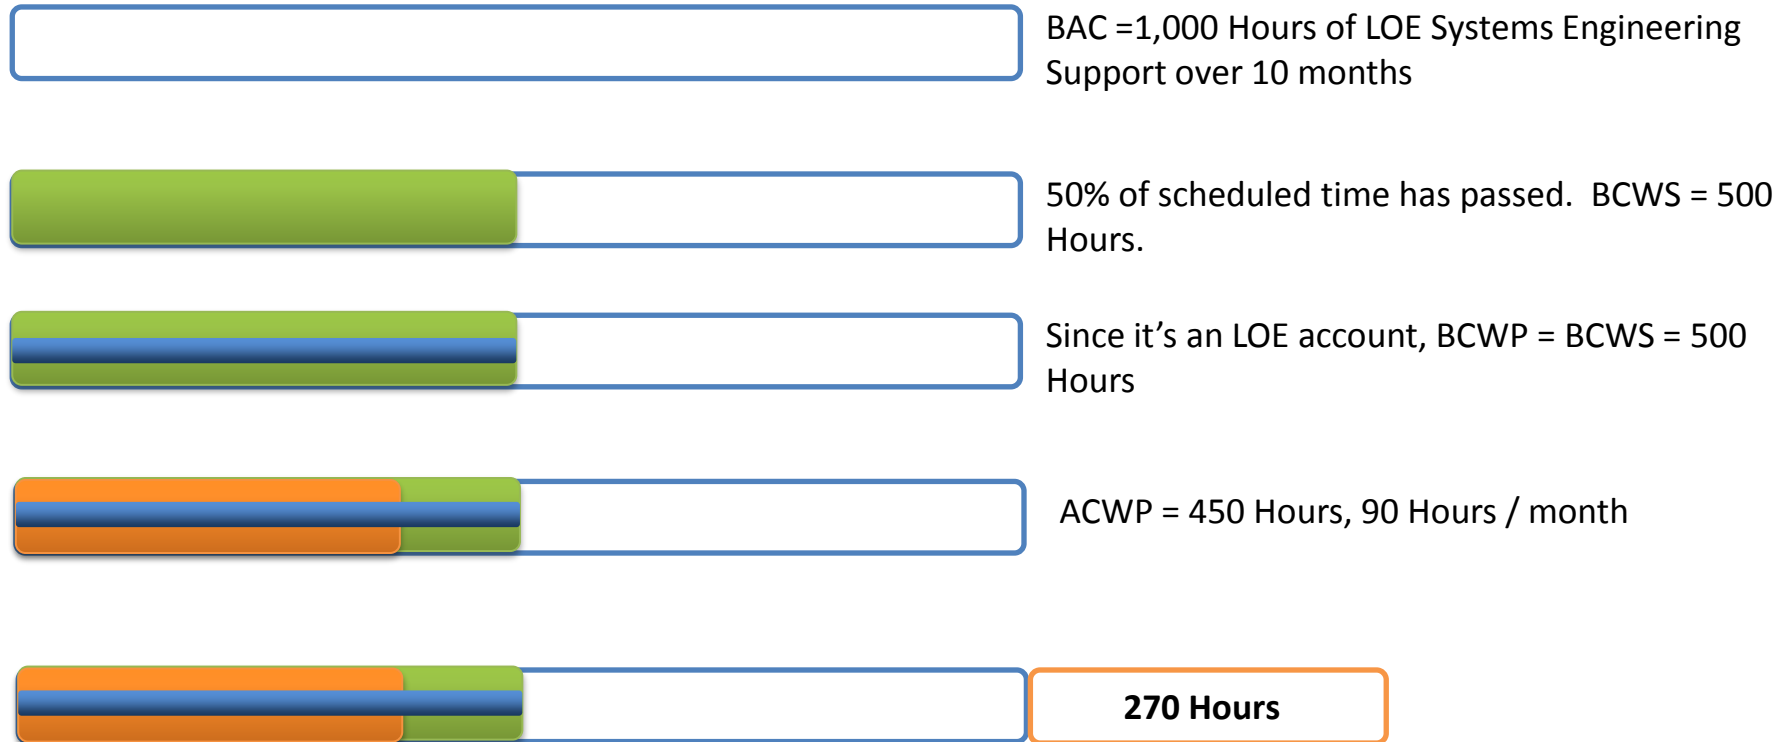 BAC =1,000 Hours of LOE Systems Engineering
Support over 10 months
50% of scheduled time has passed.  BCWS = 500
Hours.
Since it’s an LOE account, BCWP = BCWS = 500
Hours
ACWP = 450 Hours, 90 Hours / month
270 Hours